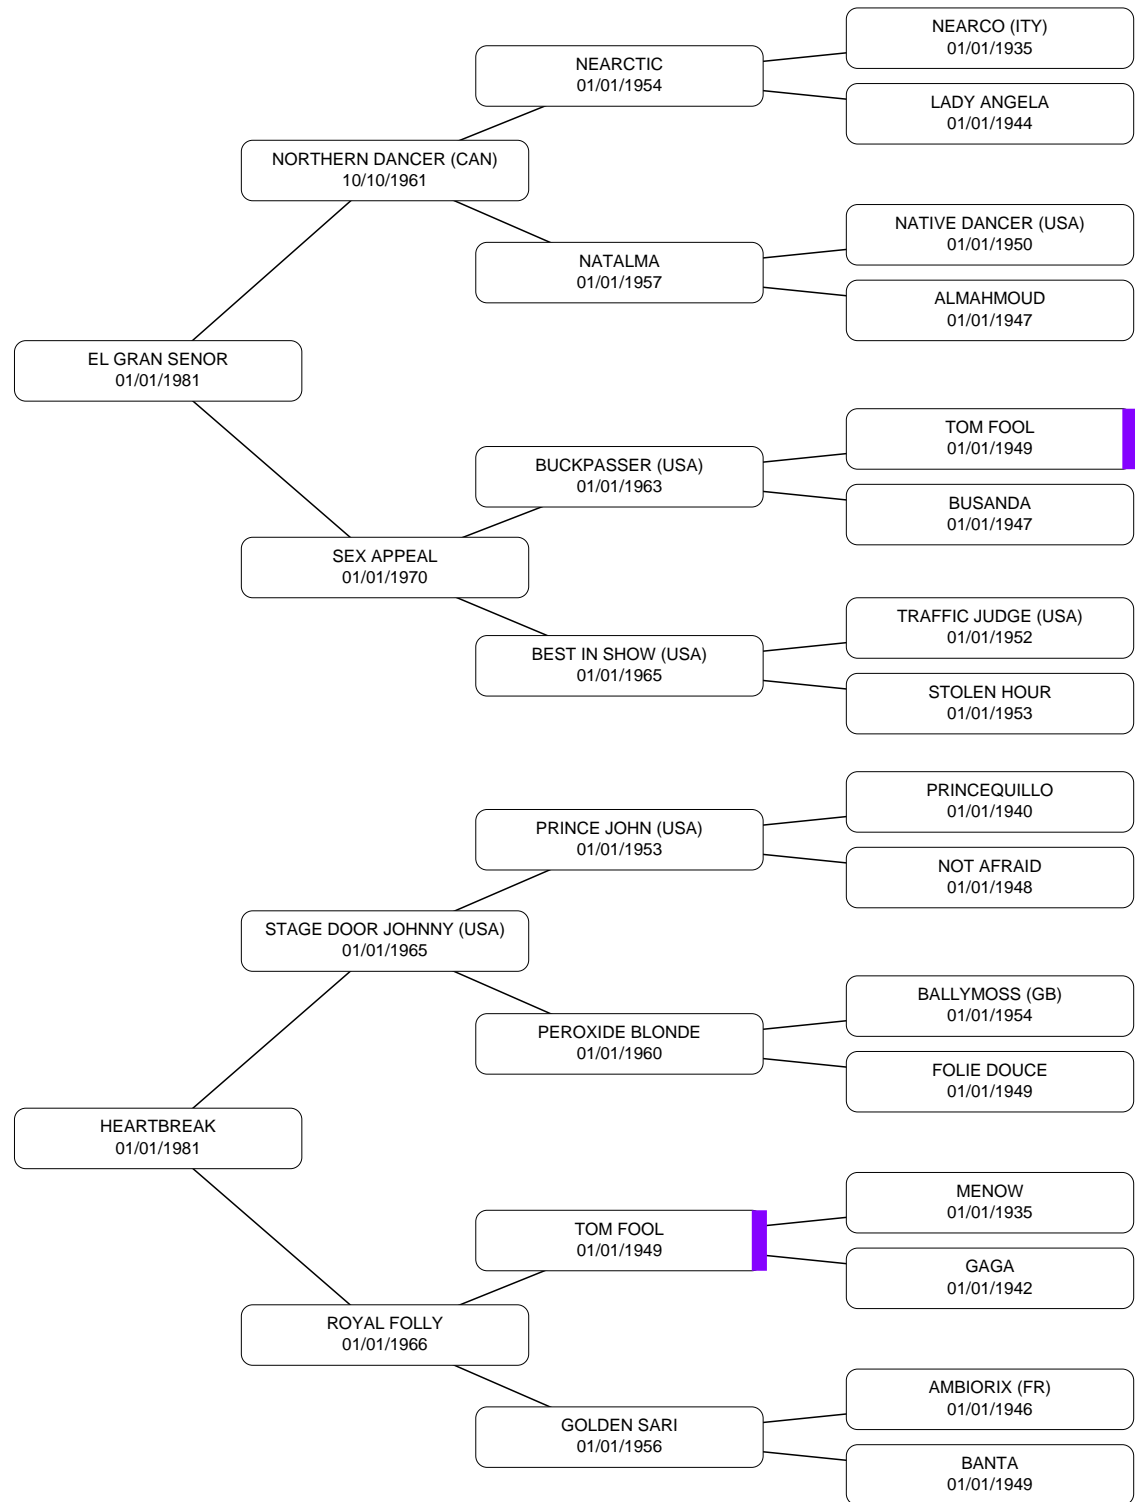 NEARCO (ITY)
01/01/1935
NEARCTIC
01/01/1954
LADY ANGELA
01/01/1944
NORTHERN DANCER (CAN)
10/10/1961
NATIVE DANCER (USA)
01/01/1950
NATALMA
01/01/1957
ALMAHMOUD
01/01/1947
EL GRAN SENOR
01/01/1981
TOM FOOL
01/01/1949
BUCKPASSER (USA)
01/01/1963
BUSANDA
01/01/1947
SEX APPEAL
01/01/1970
TRAFFIC JUDGE (USA)
01/01/1952
BEST IN SHOW (USA)
01/01/1965
STOLEN HOUR
01/01/1953
PRINCEQUILLO
01/01/1940
PRINCE JOHN (USA)
01/01/1953
NOT AFRAID
01/01/1948
STAGE DOOR JOHNNY (USA)
01/01/1965
BALLYMOSS (GB)
01/01/1954
PEROXIDE BLONDE
01/01/1960
FOLIE DOUCE
01/01/1949
HEARTBREAK
01/01/1981
MENOW
01/01/1935
TOM FOOL
01/01/1949
GAGA
01/01/1942
ROYAL FOLLY
01/01/1966
AMBIORIX (FR)
01/01/1946
GOLDEN SARI
01/01/1956
BANTA
01/01/1949